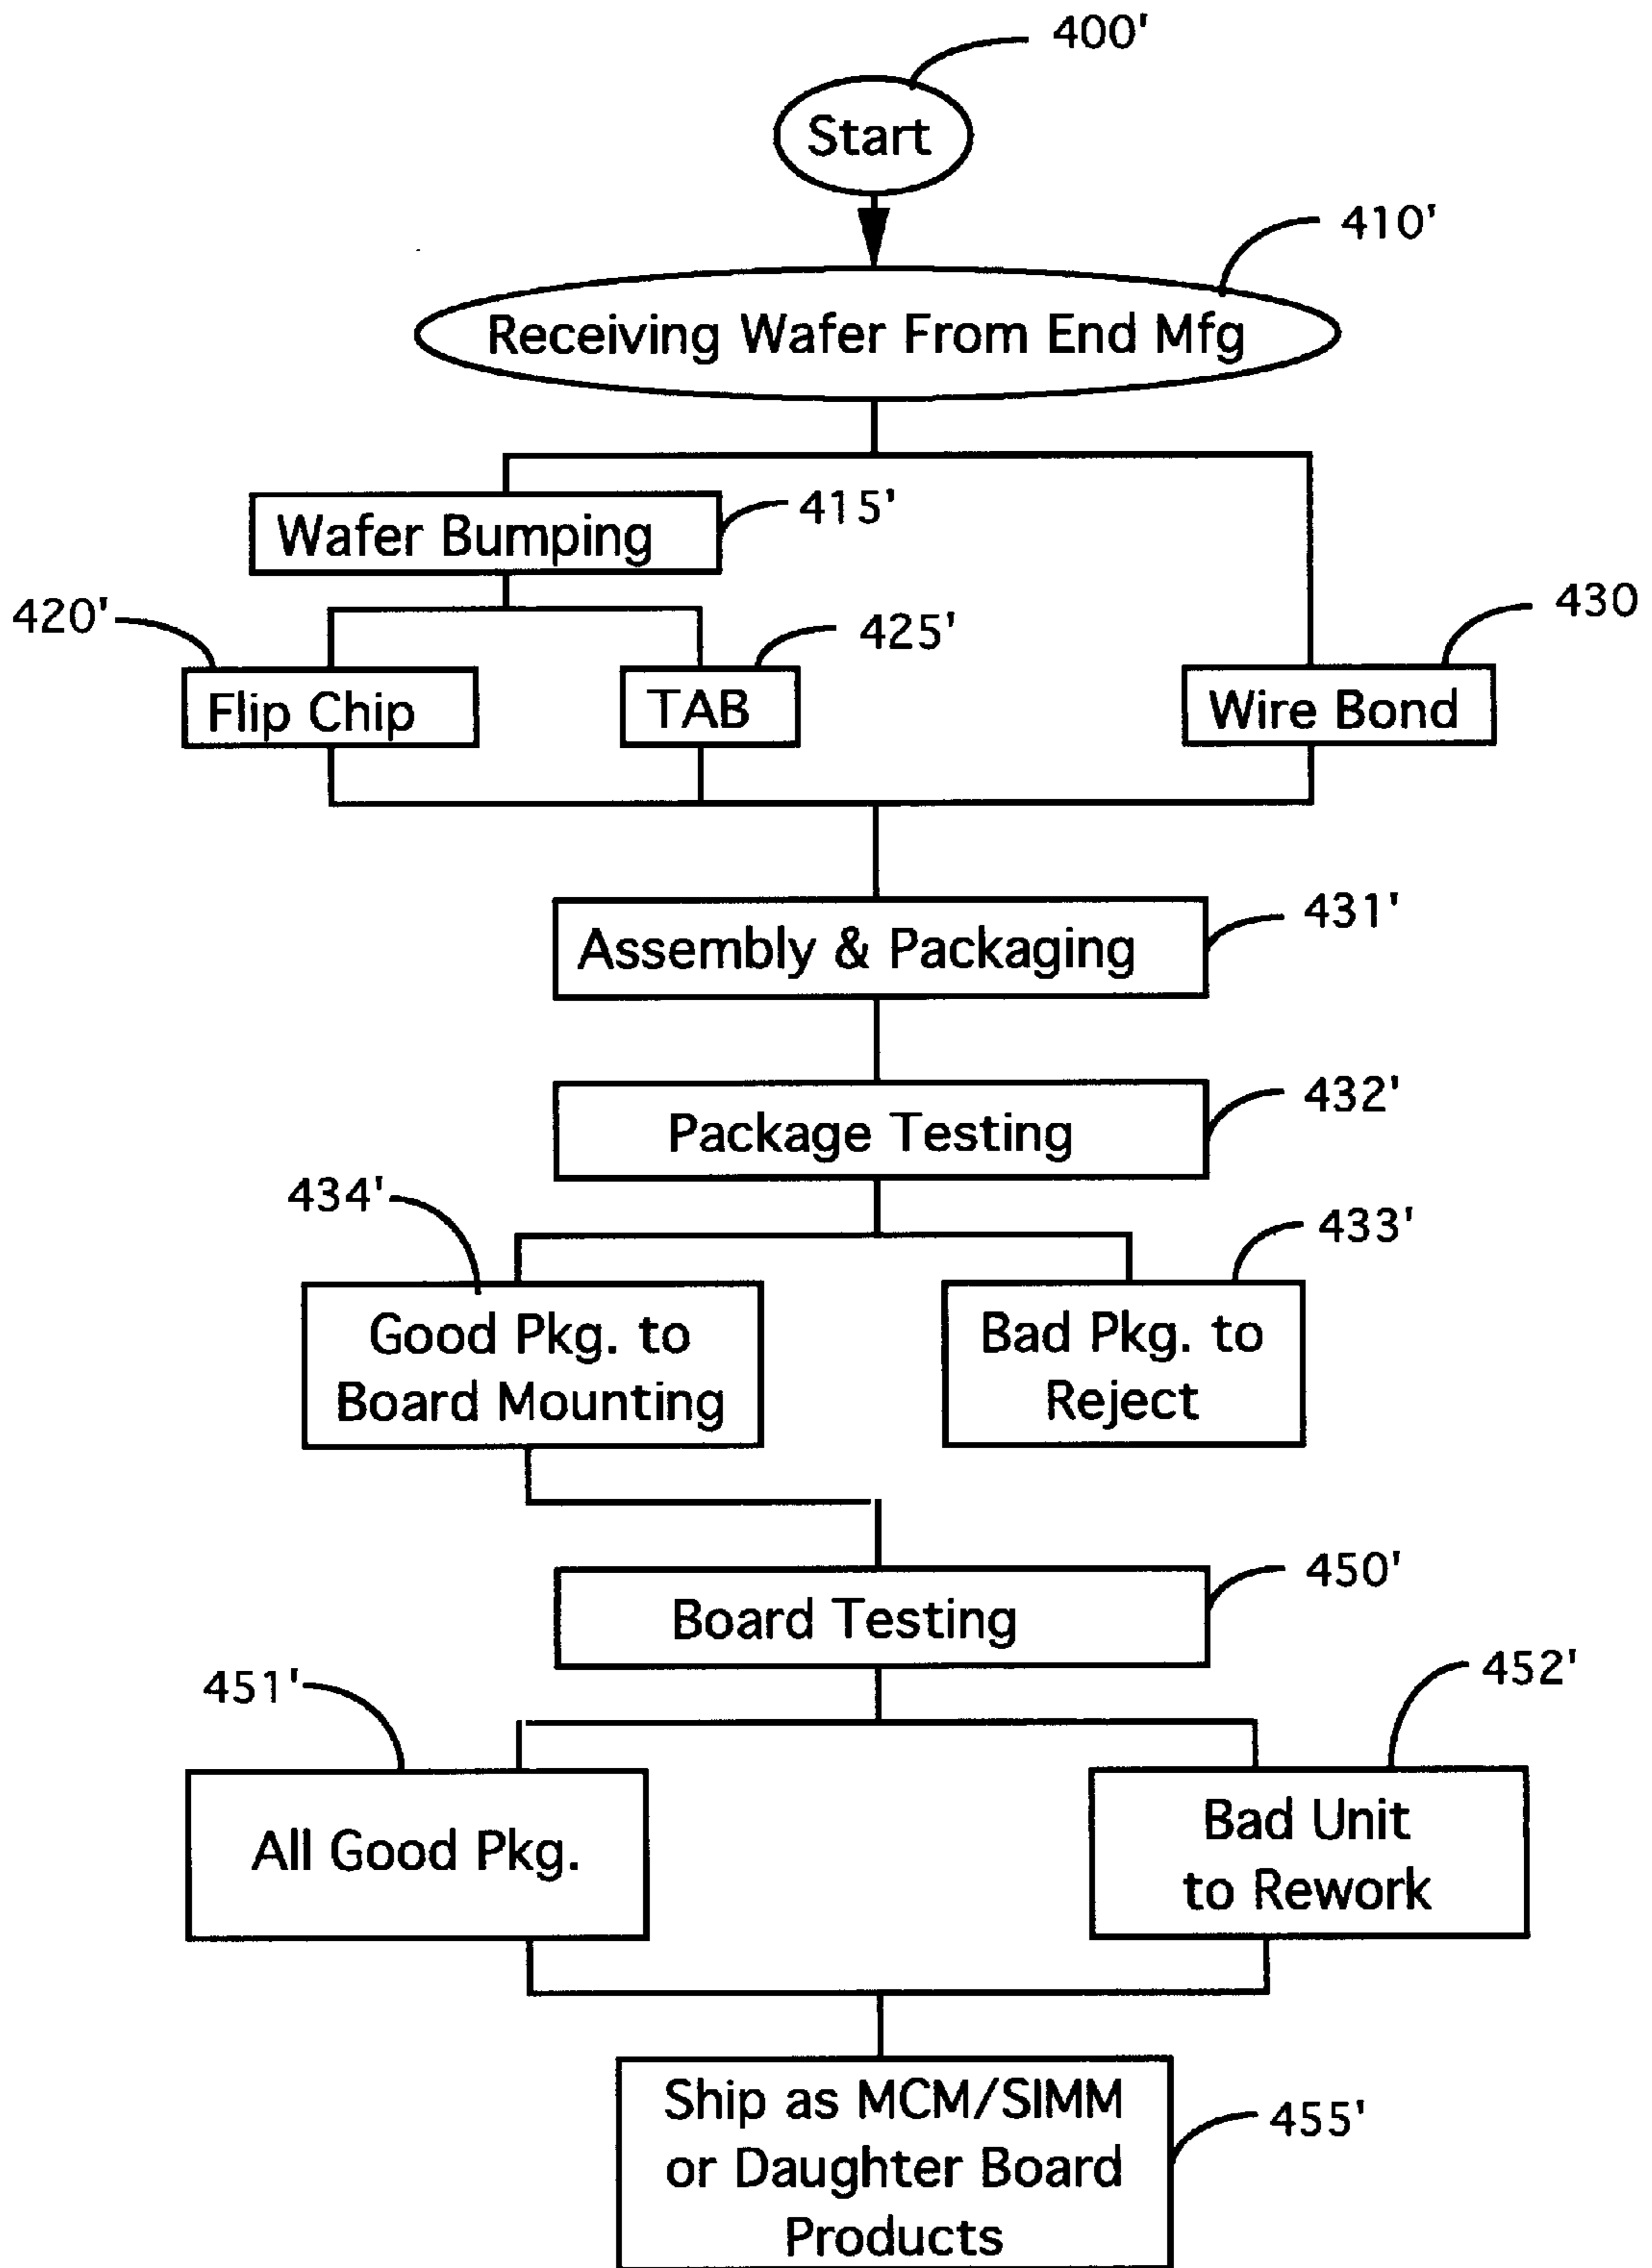 400'
Start
410'
Receiving Wafer From End Mfg
Wafer Bumping
415'
420'
425'
430
Flip Chip
TAB
Wire Bond
431'
Assembly & Packaging
432'
Package Testing
434'
433'
Good Pkg. to
Board Mounting
Bad Pkg. to
Reject
450'
Board Testing
451'
452'
All Good Pkg.
Bad Unit
to Rework
Ship as MCM/SIMM
or Daughter Board
Products
455'